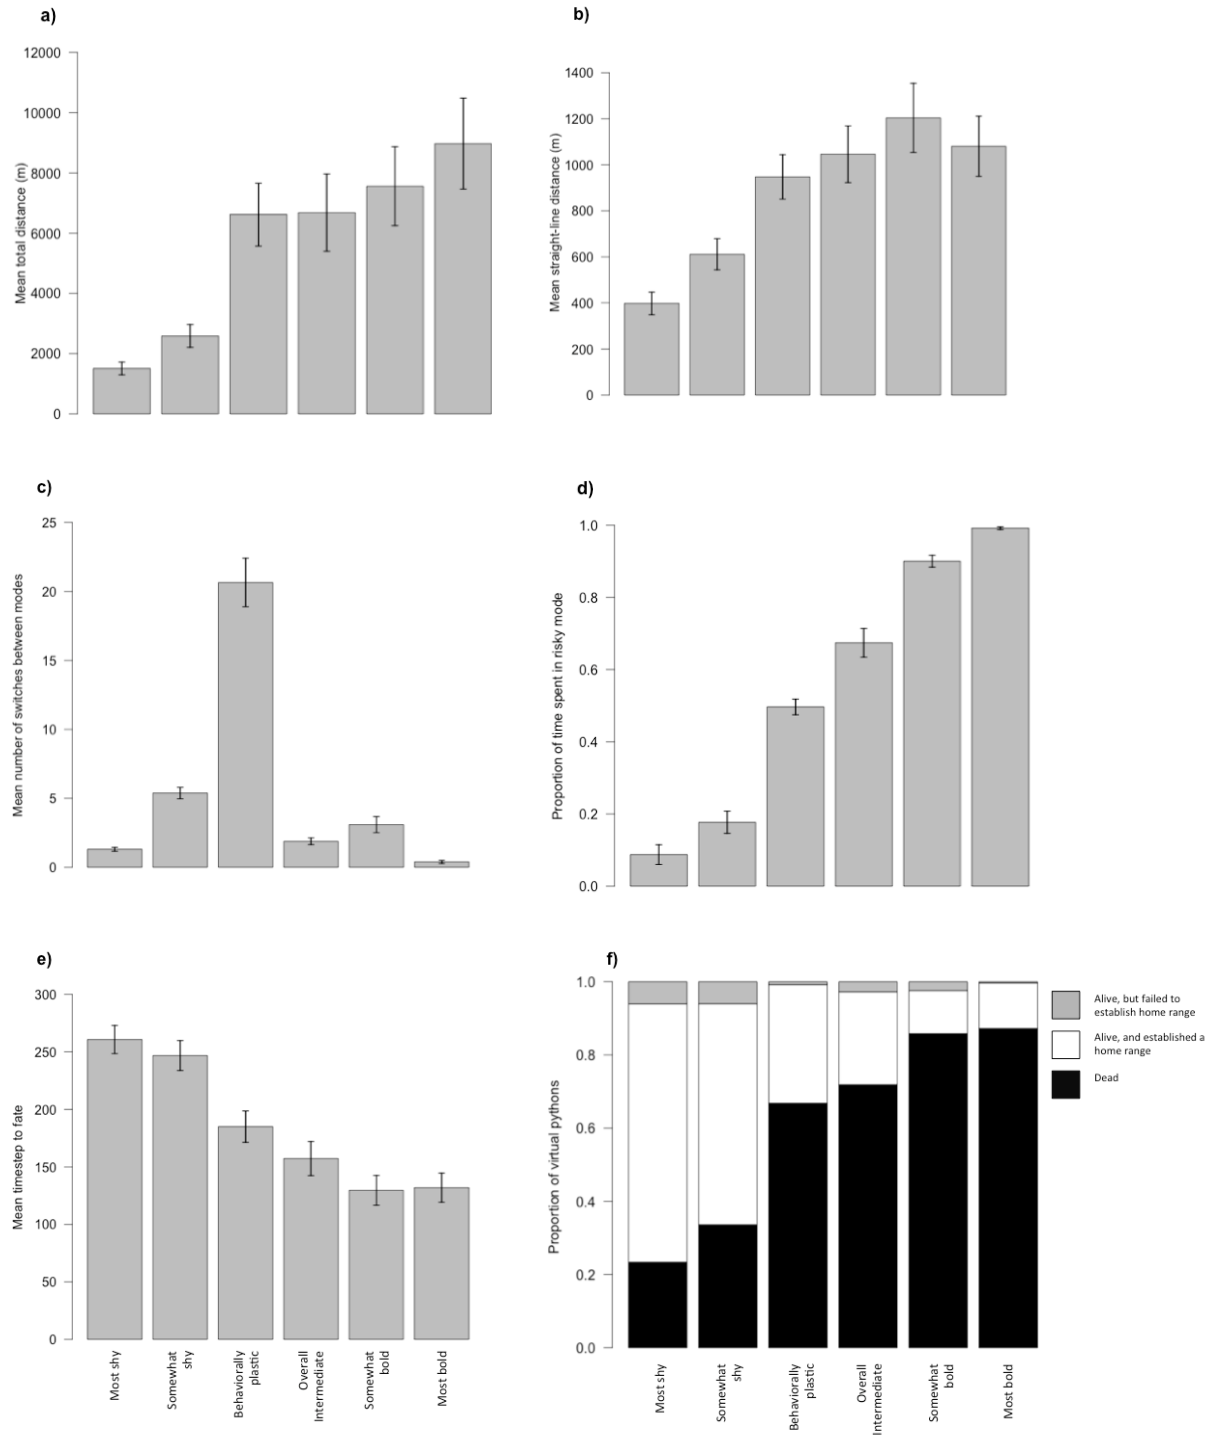 a)
12000
10000
8000
6000
4000
2000
0
Mean total distance (m)
b)
1400
1200
1000
800
600
400
200
0
Mean straight-line distance (m)
c)
25
20
15
10
5
0
Mean number of switches between modes
d)
1.0
0.8
0.6
0.4
0.2
0.0
Proportion of time spent in risky mode
e)
300
250
200
150
100
50
0
Mean timestep to fate
Most shy
Somewhat
shy
Behaviorally
plastic
Overall
Intermediate
Somewhat
bold
Most bold
f)
1.0
0.8
0.6
0.4
0.2
0.0
Proportion of virtual pythons
Most shy
Somewhat
shy
Behaviorally
plastic
Overall
Intermediate
Somewhat
bold
Most bold
Alive, but failed to
establish home range
Alive, and established a
home range
Dead